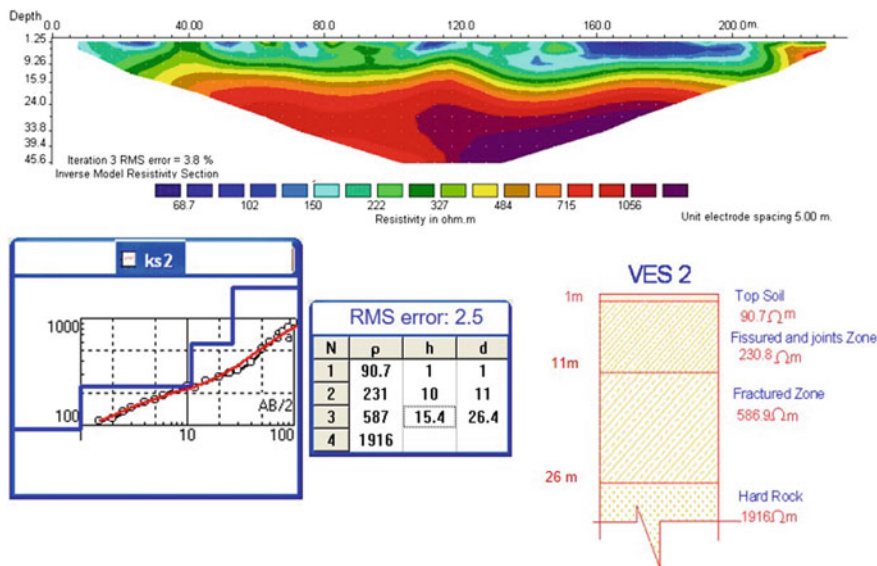 Depth
0.0 40.0 80.0 120.0 160.0 200.0 m.
1.25
9.26
15.9
24.0
33.8
39.4
45.6
Iteration 3 RMS error = 3.8 %
Inverse Model Resistivity Section
68.7 102 150 222 327 484 715 1056
Resistivity in ohm.m
Unit electrode spacing 5.00 m.
ks2
1000
a
AB/2
100
10 100
RMS error: 2.5
N ρ h d
1 90.7 1 1
2 231 10 11
3 587 15.4 26.4
4 1916
VES 2
1m
Top Soil
90.7Ωm
Fissured and joints Zone
230.8 Ωm
11m
Fractured Zone
586.9Ωm
26 m
Hard Rock
1916Ωm